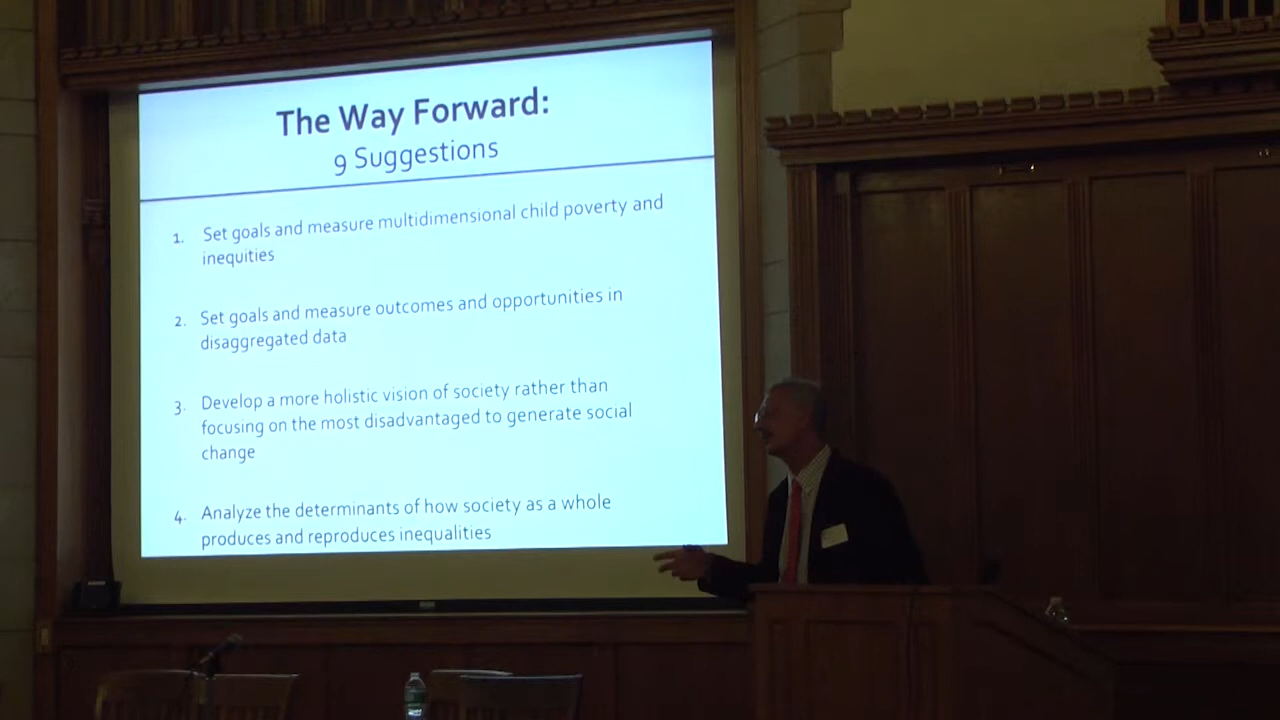 The Way Forward:
9 Suggestions
1. Set goals and measure multidimensional child poverty and
inequities
2. Set goals and measure outcomes and opportunities in
disaggregated data
3. Develop a more holistic vision of society rather than
focusing on the most disadvantaged to generate social
change
4. Analyze the determinants of how society as a whole
produces and reproduces inequalities